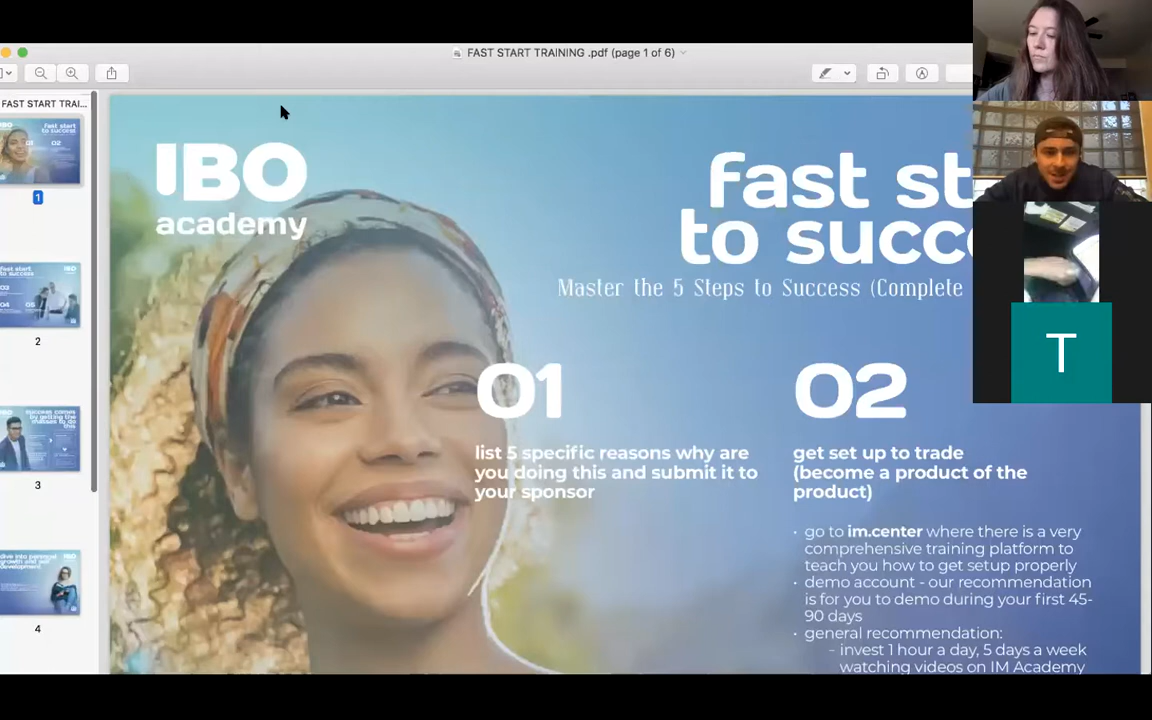 FAST START TRAINING .pdf (page 1 of 6)
FAST START TRAI...
1
2
3
4
IBO
academy
fast st
to succe
Master the 5 Steps to Success (Complete
01
list 5 specific reasons why are
you doing this and submit it to
your sponsor
02
get set up to trade
(become a product of the
product)
· go to im.center where there is a very
comprehensive training platform to
teach you how to get setup properly
· demo account - our recommendation
is for you to demo during your first 45-
90 days
· general recommendation:
- invest 1 hour a day, 5 days a week
watching videos on IM Academy
T